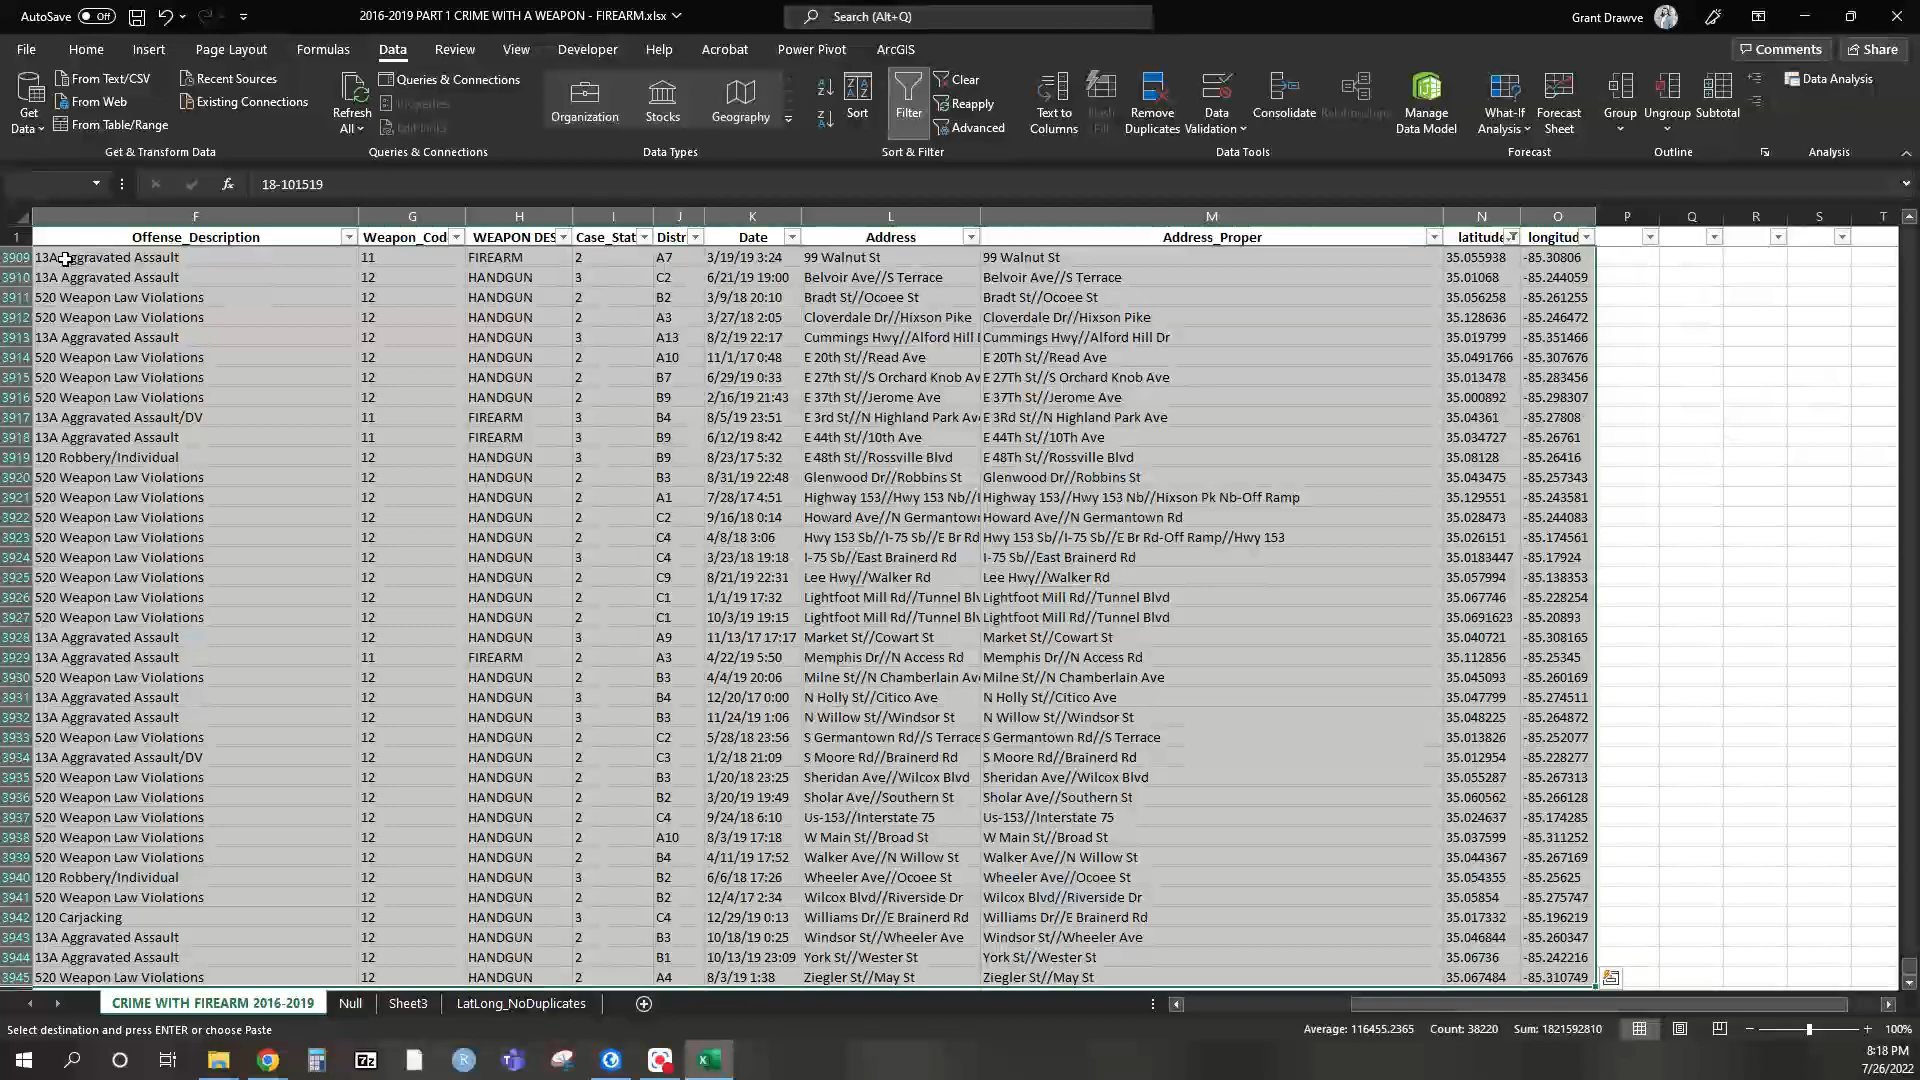 AutoSave Off 2016-2019 PART 1 CRIME WITH A WEAPON - FIREARM.xlsx Search (Alt+Q) Grant Drawve
File Home Insert Page Layout Formulas Data Review View Developer Help Acrobat Power Pivot ArcGIS Comments Share
Get Data From Text/CSV From Web From Table/Range Recent Sources Existing Connections
Refresh All Queries & Connections
Organization Stocks Geography
Sort Filter Clear Reapply Advanced
Text to Columns Remove Duplicates Data Validation Consolidate Manage Data Model
What-If Analysis Forecast Sheet Group Ungroup Subtotal Data Analysis
Get & Transform Data Queries & Connections Data Types Sort & Filter Data Tools Forecast Outline Analysis
fx 18-101519
F G H I J K L M N O P Q R S T
1 Offense_Description Weapon_Cod WEAPON DES Case_Stat Distr Date Address Address_Proper latitude longitud
3909 13A Aggravated Assault 11 FIREARM 2 A7 3/19/19 3:24 99 Walnut St 99 Walnut St 35.055938 -85.30806
3910 13A Aggravated Assault 12 HANDGUN 3 C2 6/21/19 19:00 Belvoir Ave//S Terrace Belvoir Ave//S Terrace 35.01068 -85.244059
3911 520 Weapon Law Violations 12 HANDGUN 2 B2 3/9/18 20:10 Bradt St//Ocoee St Bradt St//Ocoee St 35.056258 -85.261255
3912 520 Weapon Law Violations 12 HANDGUN 2 A3 3/27/18 2:05 Cloverdale Dr//Hixson Pike Cloverdale Dr//Hixson Pike 35.128636 -85.246472
3913 13A Aggravated Assault 12 HANDGUN 3 A13 8/2/19 22:17 Cummings Hwy//Alford Hill Cummings Hwy//Alford Hill Dr 35.019799 -85.351466
3914 520 Weapon Law Violations 12 HANDGUN 2 A10 11/1/17 0:48 E 20th St//Read Ave E 20Th St//Read Ave 35.0491766 -85.307676
3915 520 Weapon Law Violations 12 HANDGUN 2 B7 6/29/19 0:33 E 27th St//S Orchard Knob Av E 27Th St//S Orchard Knob Ave 35.013478 -85.283456
3916 520 Weapon Law Violations 12 HANDGUN 2 B9 2/16/19 21:43 E 37th St//Jerome Ave E 37Th St//Jerome Ave 35.000892 -85.298307
3917 13A Aggravated Assault/DV 11 FIREARM 3 B4 8/5/19 23:51 E 3rd St//N Highland Park Av E 3Rd St//N Highland Park Ave 35.04361 -85.27808
3918 13A Aggravated Assault 11 FIREARM 3 B9 6/12/19 8:42 E 44th St//10th Ave E 44Th St//10Th Ave 35.034727 -85.26761
3919 120 Robbery/Individual 12 HANDGUN 3 B9 8/23/17 5:32 E 48th St//Rossville Blvd E 48Th St//Rossville Blvd 35.08128 -85.26416
3920 520 Weapon Law Violations 12 HANDGUN 2 B3 8/31/19 22:48 Glenwood Dr//Robbins St Glenwood Dr//Robbins St 35.043475 -85.257343
3921 520 Weapon Law Violations 12 HANDGUN 2 A1 7/28/17 4:51 Highway 153//Hwy 153 Nb// Highway 153//Hwy 153 Nb//Hixson Pk Nb-Off Ramp 35.129551 -85.243581
3922 520 Weapon Law Violations 12 HANDGUN 2 C2 9/16/18 0:14 Howard Ave//N Germantown Howard Ave//N Germantown Rd 35.028473 -85.244083
3923 520 Weapon Law Violations 12 HANDGUN 2 C4 4/8/18 3:06 Hwy 153 Sb//I-75 Sb//E Br Rd Hwy 153 Sb//I-75 Sb//E Br Rd-Off Ramp//Hwy 153 35.026151 -85.174561
3924 520 Weapon Law Violations 12 HANDGUN 3 C4 3/23/18 19:18 I-75 Sb//East Brainerd Rd I-75 Sb//East Brainerd Rd 35.0183447 -85.17924
3925 520 Weapon Law Violations 12 HANDGUN 2 C9 8/21/19 22:31 Lee Hwy//Walker Rd Lee Hwy//Walker Rd 35.057994 -85.138353
3926 520 Weapon Law Violations 12 HANDGUN 2 C1 1/1/19 17:32 Lightfoot Mill Rd//Tunnel Blv Lightfoot Mill Rd//Tunnel Blvd 35.067746 -85.228254
3927 520 Weapon Law Violations 12 HANDGUN 2 C1 10/3/19 19:15 Lightfoot Mill Rd//Tunnel Blv Lightfoot Mill Rd//Tunnel Blvd 35.0691623 -85.20893
3928 13A Aggravated Assault 12 HANDGUN 3 A9 11/13/17 17:17 Market St//Cowart St Market St//Cowart St 35.040721 -85.308165
3929 13A Aggravated Assault 11 FIREARM 2 A3 4/22/19 5:50 Memphis Dr//N Access Rd Memphis Dr//N Access Rd 35.112856 -85.25345
3930 520 Weapon Law Violations 12 HANDGUN 2 B3 4/4/19 20:06 Milne St//N Chamberlain Av Milne St//N Chamberlain Ave 35.045093 -85.260169
3931 13A Aggravated Assault 12 HANDGUN 3 B4 12/20/17 0:00 N Holly St//Citico Ave N Holly St//Citico Ave 35.047799 -85.274511
3932 13A Aggravated Assault 12 HANDGUN 3 B3 11/24/19 1:06 N Willow St//Windsor St N Willow St//Windsor St 35.048225 -85.264872
3933 520 Weapon Law Violations 12 HANDGUN 2 C2 5/28/18 23:56 S Germantown Rd//S Terrace S Germantown Rd//S Terrace 35.013826 -85.252077
3934 13A Aggravated Assault/DV 12 HANDGUN 2 C3 1/2/18 21:09 S Moore Rd//Brainerd Rd S Moore Rd//Brainerd Rd 35.012954 -85.228277
3935 520 Weapon Law Violations 12 HANDGUN 2 B3 1/20/18 23:25 Sheridan Ave//Wilcox Blvd Sheridan Ave//Wilcox Blvd 35.055287 -85.267313
3936 520 Weapon Law Violations 12 HANDGUN 2 B2 3/20/19 19:49 Sholar Ave//Southern St Sholar Ave//Southern St 35.060562 -85.266128
3937 520 Weapon Law Violations 12 HANDGUN 2 C4 9/24/18 6:10 Us-153//Interstate 75 Us-153//Interstate 75 35.024637 -85.174285
3938 520 Weapon Law Violations 12 HANDGUN 2 A10 8/3/19 17:18 W Main St//Broad St W Main St//Broad St 35.037599 -85.311252
3939 520 Weapon Law Violations 12 HANDGUN 2 B4 4/11/19 17:52 Walker Ave//N Willow St Walker Ave//N Willow St 35.044367 -85.267169
3940 120 Robbery/Individual 12 HANDGUN 3 B2 6/6/18 17:26 Wheeler Ave//Ocoee St Wheeler Ave//Ocoee St 35.054355 -85.25625
3941 520 Weapon Law Violations 12 HANDGUN 2 B2 12/4/17 2:34 Wilcox Blvd//Riverside Dr Wilcox Blvd//Riverside Dr 35.05854 -85.275747
3942 120 Carjacking 12 HANDGUN 3 C4 12/29/19 0:13 Williams Dr//E Brainerd Rd Williams Dr//E Brainerd Rd 35.017332 -85.196219
3943 13A Aggravated Assault 12 HANDGUN 2 B3 10/18/19 0:25 Windsor St//Wheeler Ave Windsor St//Wheeler Ave 35.046844 -85.260347
3944 13A Aggravated Assault 12 HANDGUN 2 B1 10/13/19 23:09 York St//Wester St York St//Wester St 35.06736 -85.242216
3945 520 Weapon Law Violations 12 HANDGUN 2 A4 8/3/19 1:38 Ziegler St//May St Ziegler St//May St 35.067484 -85.310749
CRIME WITH FIREARM 2016-2019 Null Sheet3 LatLong_NoDuplicates
Select destination and press ENTER or choose Paste Average: 116455.2365 Count: 38220 Sum: 1821592810 100%
8:18 PM
7/26/2022